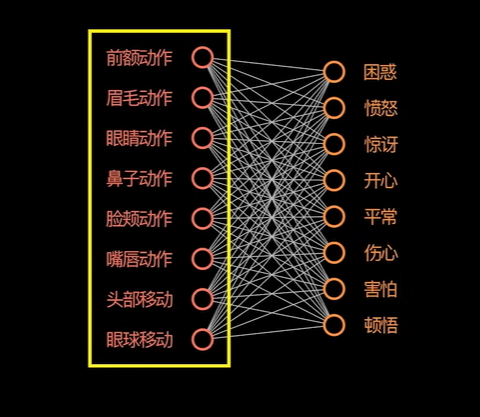 前额动作
眉毛动作
眼睛动作
鼻子动作
脸颊动作
嘴唇动作
头部移动
眼球移动
困惑
愤怒
惊讶
开心
平常
伤心
害怕
顿悟